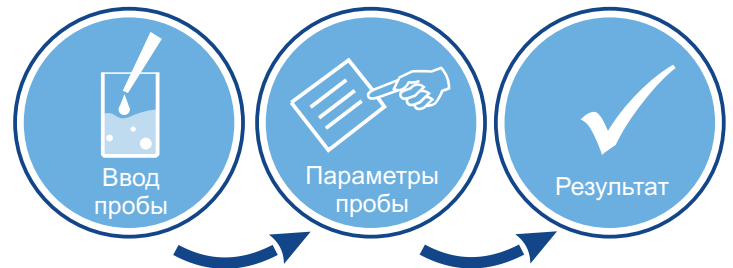 Ввод
пробы
Параметры
пробы
Результат